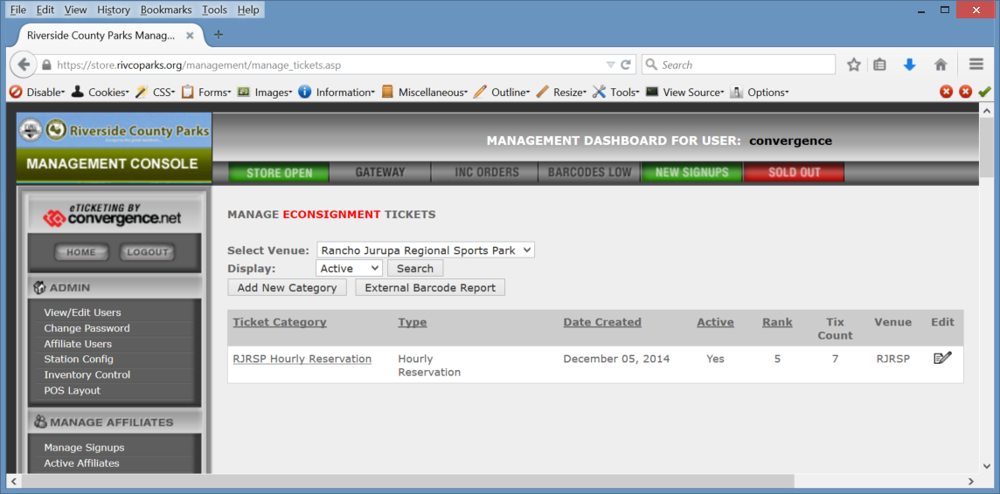 File Edit View History Bookmarks Tools Help
Riverside County Parks Manag...
https://store.rivcoparks.org/management/manage_tickets.asp
Search
Disable Cookies CSS Forms Images Information Miscellaneous Outline Resize Tools View Source Options
Riverside County Parks
MANAGEMENT CONSOLE
MANAGEMENT DASHBOARD FOR USER: convergence
STORE OPEN GATEWAY INC ORDERS BARCODES LOW NEW SIGNUPS SOLD OUT
eTICKETING BY
convergence.net
HOME LOGOUT
ADMIN
View/Edit Users
Change Password
Affiliate Users
Station Config
Inventory Control
POS Layout
MANAGE AFFILIATES
Manage Signups
Active Affiliates
MANAGE ECONSIGNMENT TICKETS
Select Venue: Rancho Jurupa Regional Sports Park
Display: Active Search
Add New Category External Barcode Report
Ticket Category Type Date Created Active Rank Tix Count Venue Edit
RJRSP Hourly Reservation Hourly Reservation December 05, 2014 Yes 5 7 RJRSP